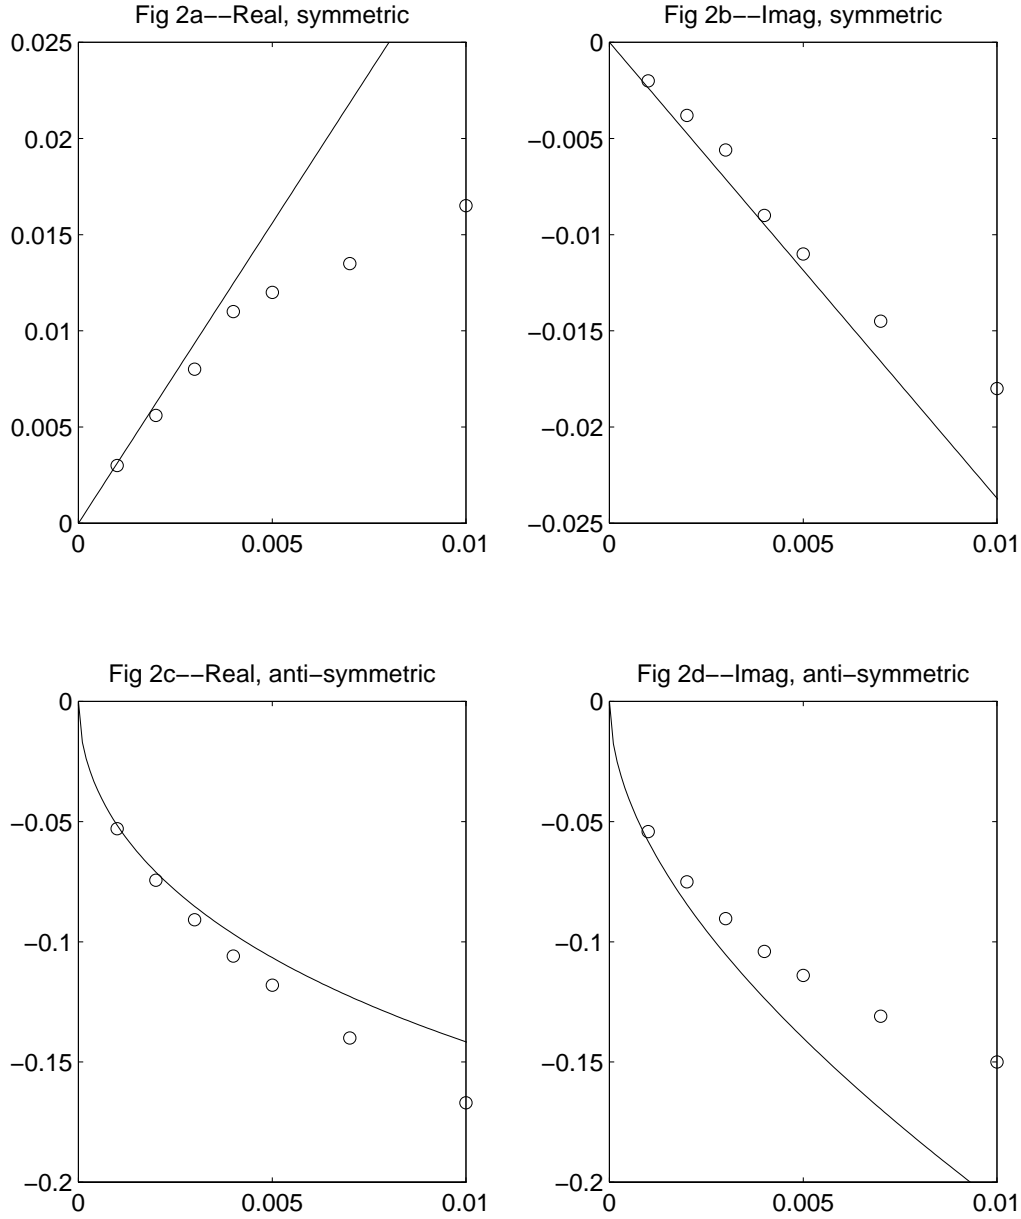 Fig 2a−−Real, symmetric
0.025
0.02
0.015
0.01
0.005
0
0 0.005 0.01
Fig 2b−−Imag, symmetric
0
−0.005
−0.01
−0.015
−0.02
−0.025
0 0.005 0.01
Fig 2c−−Real, anti−symmetric
0
−0.05
−0.1
−0.15
−0.2
0 0.005 0.01
Fig 2d−−Imag, anti−symmetric
0
−0.05
−0.1
−0.15
−0.2
0 0.005 0.01